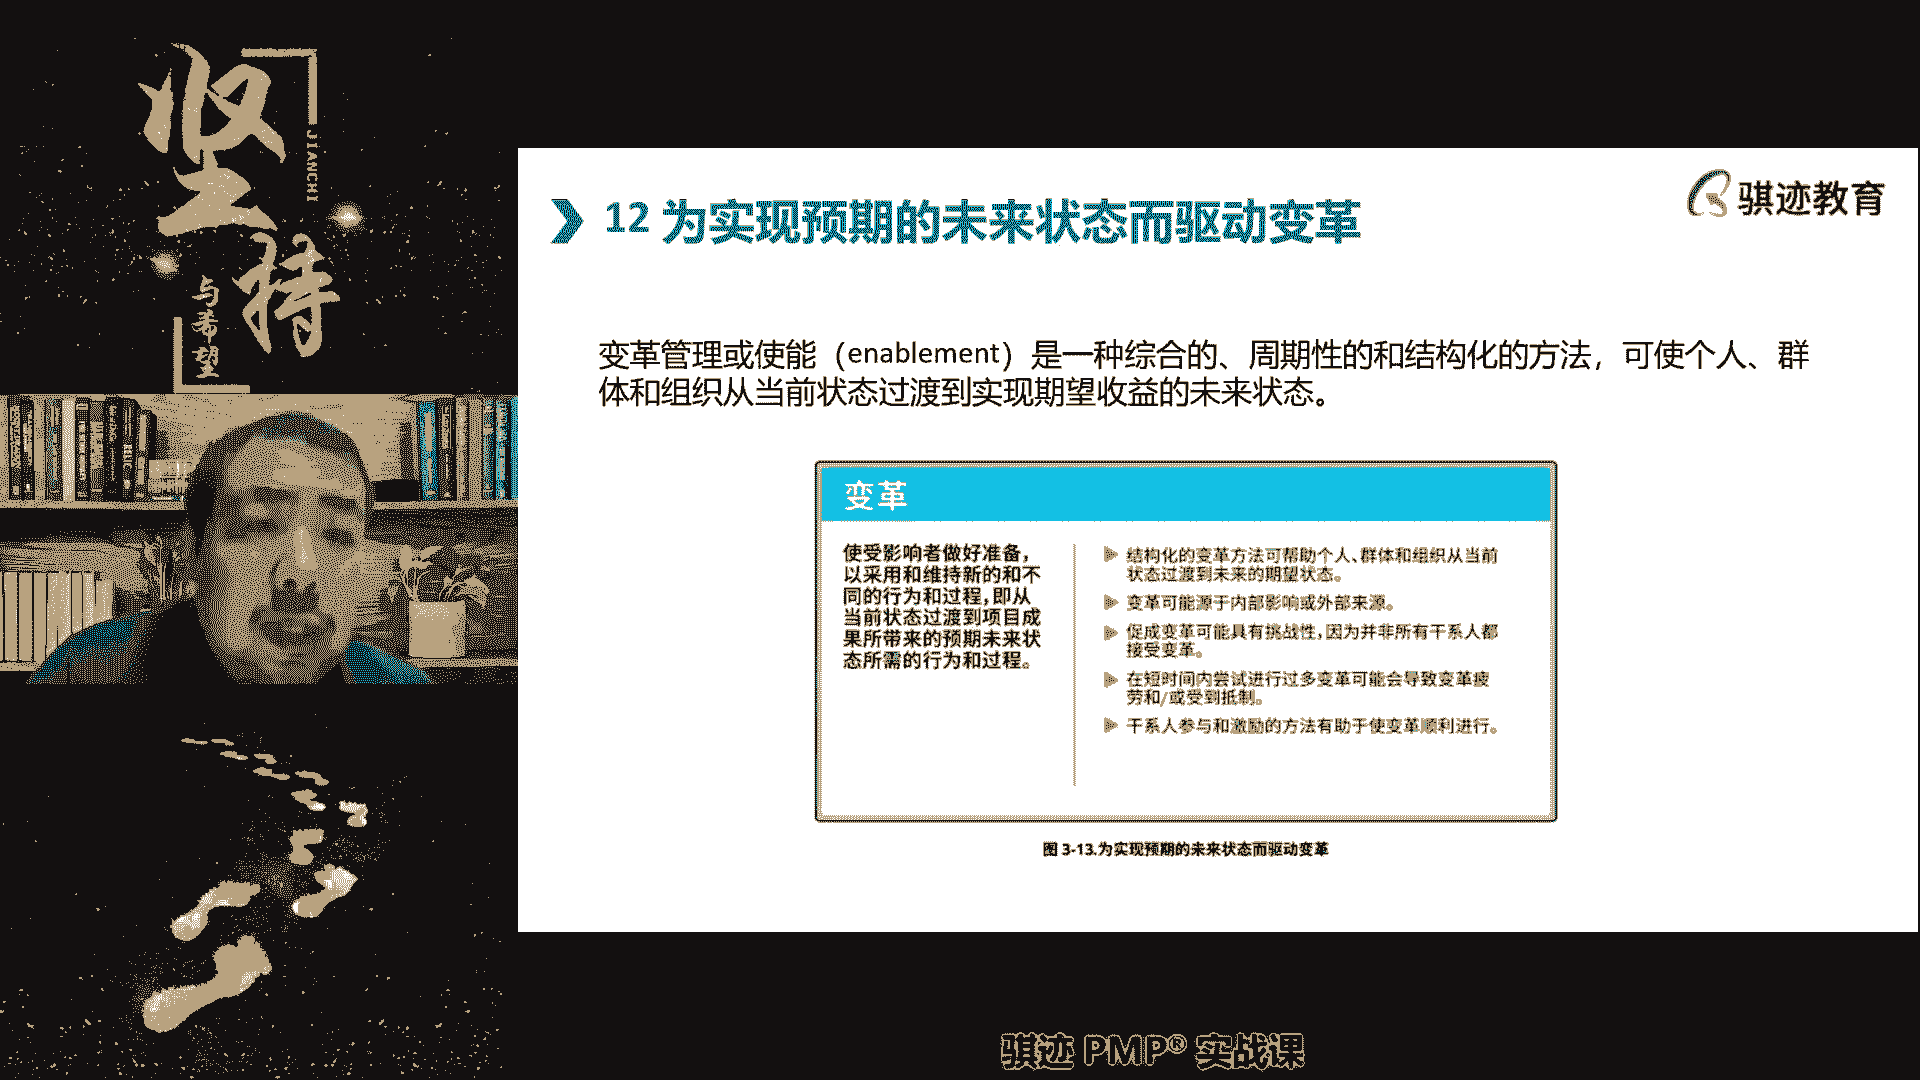 坚持
JIANCHI
与希望
骐迹教育
12 为实现预期的未来状态而驱动变革
变革管理或使能（enablement）是一种综合的、周期性的和结构化的方法，可使个人、群
体和组织从当前状态过渡到实现期望收益的未来状态。
变革
使受影响者做好准备，
以采用和维持新的和不
同的行为和过程，即从
当前状态过渡到项目成
果所带来的预期未来状
态所需的行为和过程。
结构化的变革方法可帮助个人、群体和组织从当前
状态过渡到未来的期望状态。
变革可能源于内部影响或外部来源。
促成变革可能具有挑战性，因为并非所有干系人都
接受变革。
在短时间内尝试进行过多变革可能会导致变革疲
劳和/或受到抵制。
干系人参与和激励的方法有助于使变革顺利进行。
图 3-13.为实现预期的未来状态而驱动变革
骐迹 PMP® 实战课